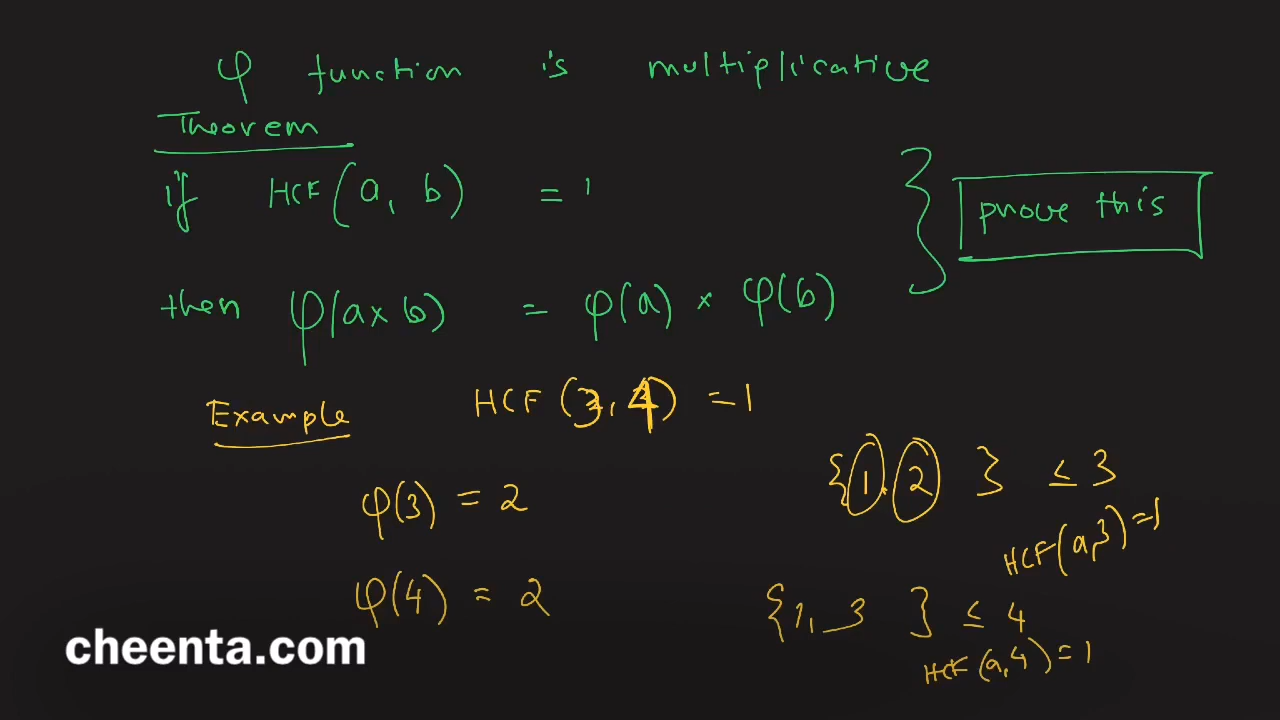 φ function is multiplicative
Theorem
if HCF(a, b) = 1
prove this
then φ(a×b) = φ(a) × φ(b)
Example HCF(3, 4) = 1
{1, 2 } ≤ 3
φ(3) = 2
HCF(a,3) = 1
φ(4) = 2
{1, 3 } ≤ 4
HCF(a,4) = 1
cheenta.com